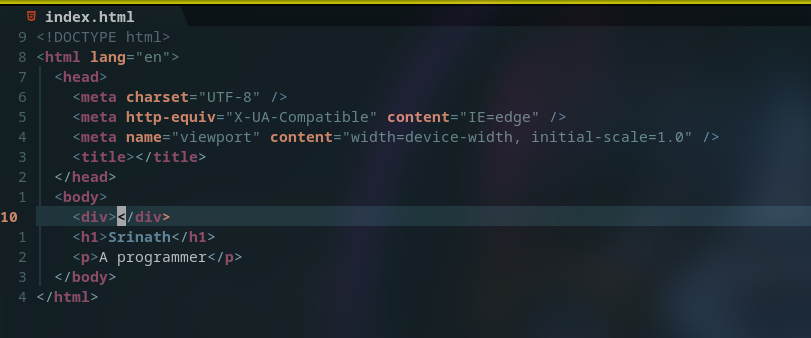 index.html
9 <!DOCTYPE html>
8 <html lang="en">
7 <head>
6 <meta charset="UTF-8" />
5 <meta http-equiv="X-UA-Compatible" content="IE=edge" />
4 <meta name="viewport" content="width=device-width, initial-scale=1.0" />
3 <title></title>
2 </head>
1 <body>
10 <div></div>
1 <h1>Srinath</h1>
2 <p>A programmer</p>
3 </body>
4 </html>